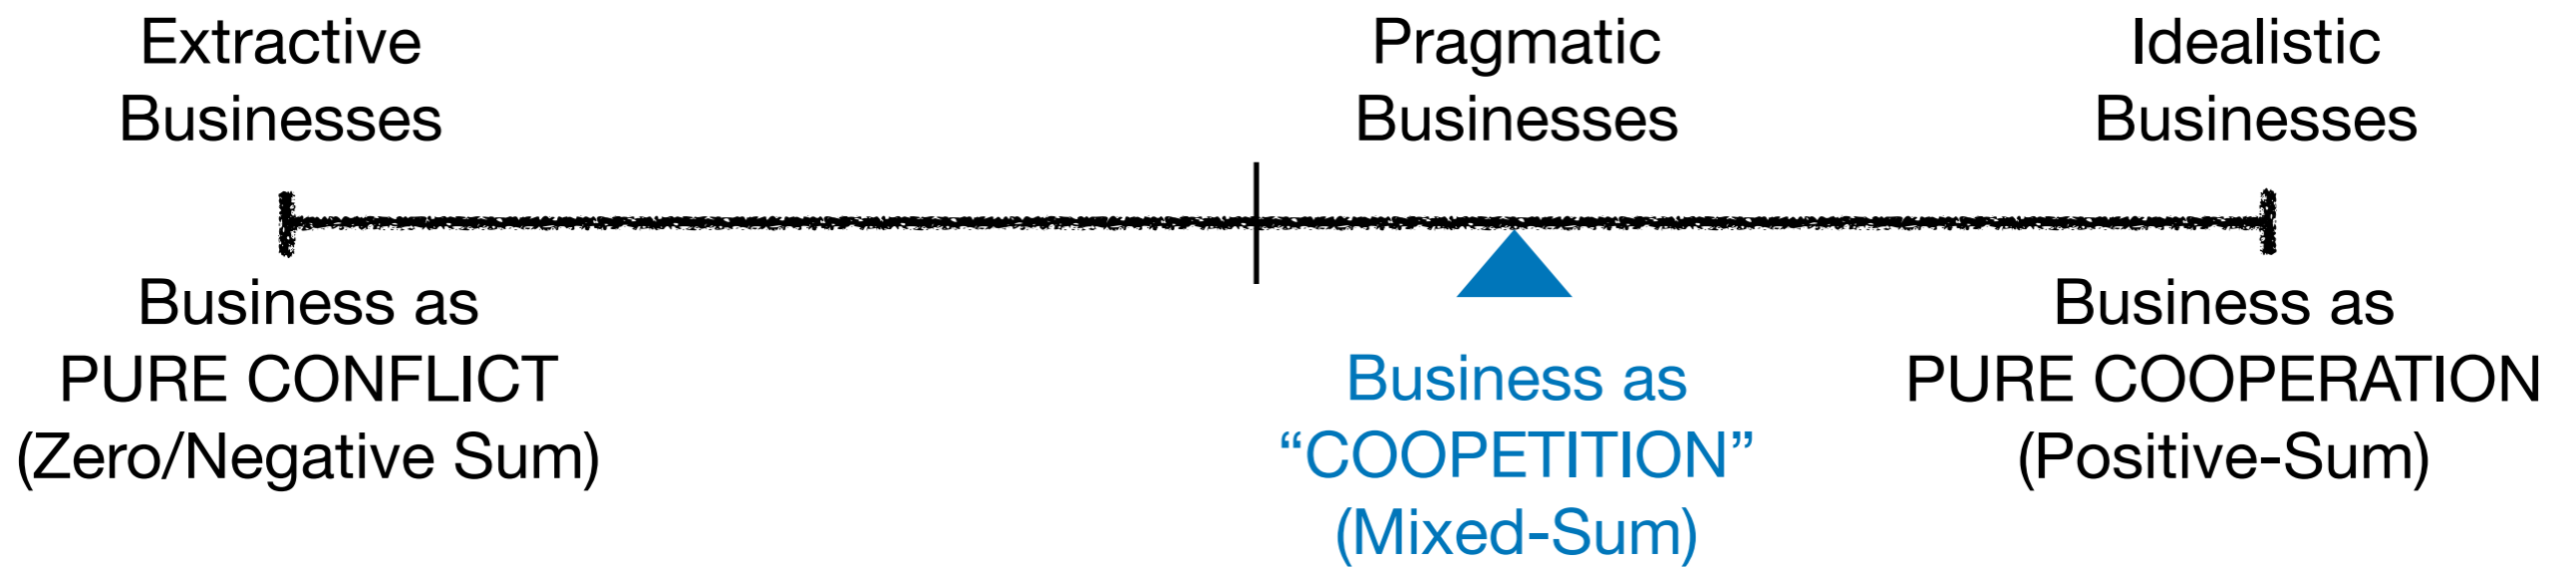 Extractive
Businesses
Pragmatic
Businesses
Idealistic
Businesses
Business as
PURE CONFLICT
(Zero/Negative Sum)
Business as
“COOPETITION”
(Mixed-Sum)
Business as
PURE COOPERATION
(Positive-Sum)